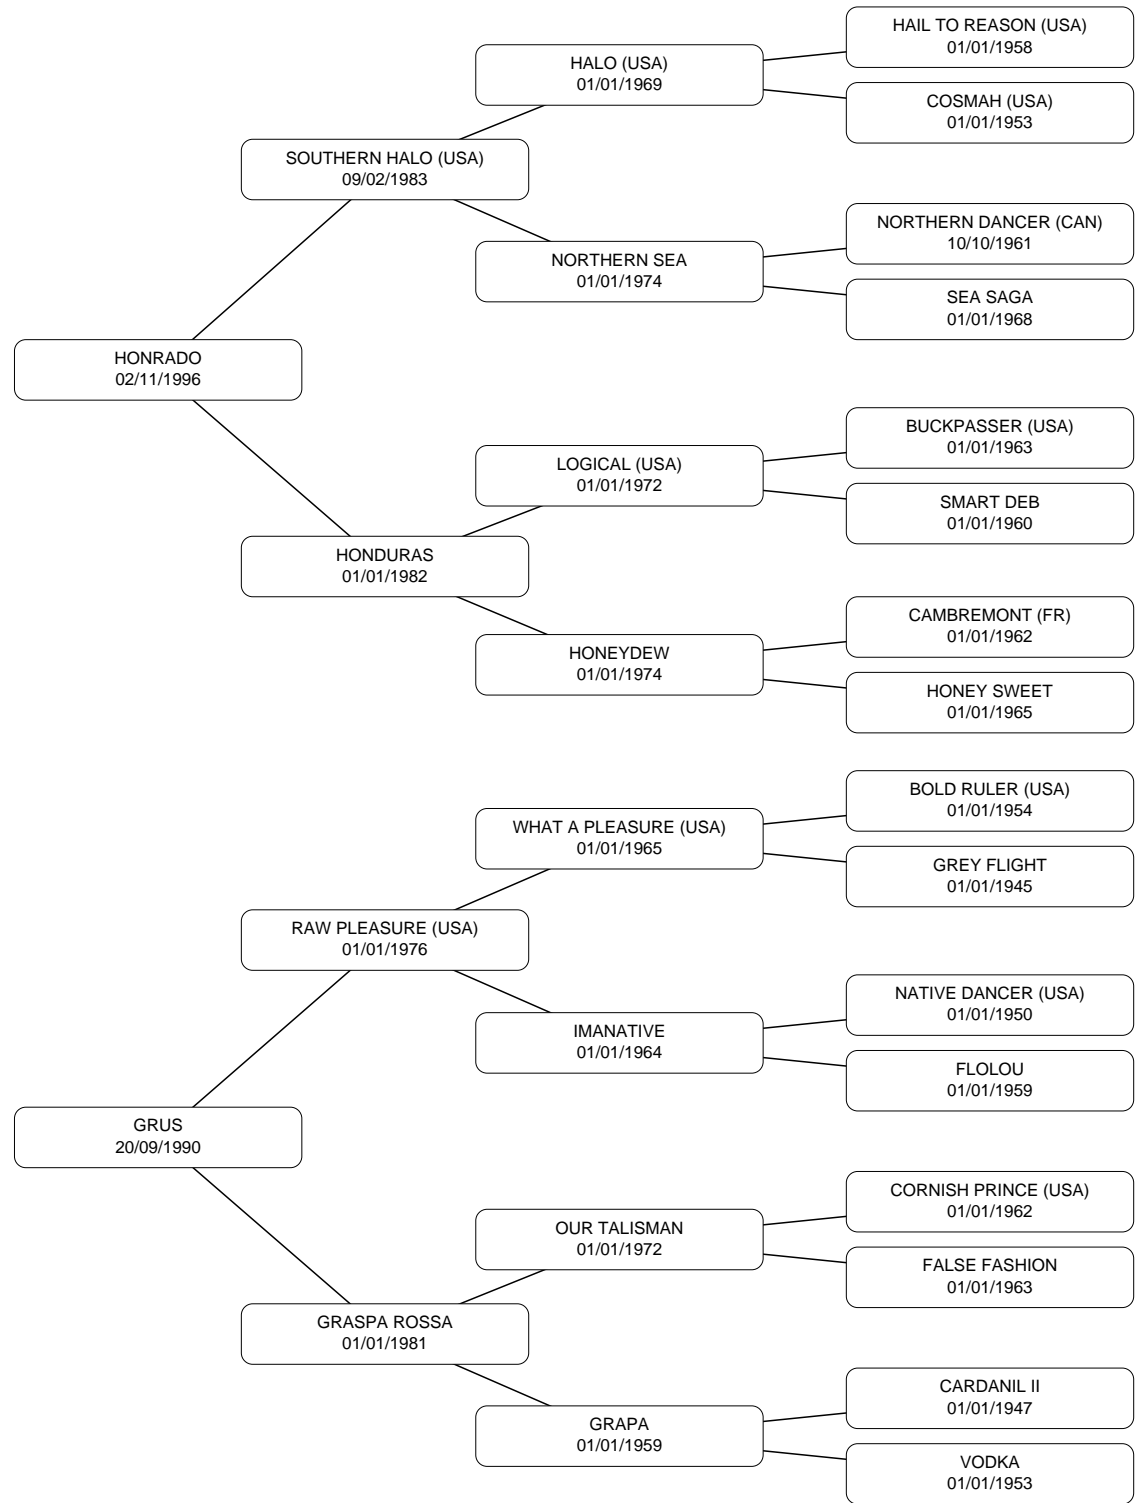 HAIL TO REASON (USA)
01/01/1958
HALO (USA)
01/01/1969
COSMAH (USA)
01/01/1953
SOUTHERN HALO (USA)
09/02/1983
NORTHERN DANCER (CAN)
10/10/1961
NORTHERN SEA
01/01/1974
SEA SAGA
01/01/1968
HONRADO
02/11/1996
BUCKPASSER (USA)
01/01/1963
LOGICAL (USA)
01/01/1972
SMART DEB
01/01/1960
HONDURAS
01/01/1982
CAMBREMONT (FR)
01/01/1962
HONEYDEW
01/01/1974
HONEY SWEET
01/01/1965
BOLD RULER (USA)
01/01/1954
WHAT A PLEASURE (USA)
01/01/1965
GREY FLIGHT
01/01/1945
RAW PLEASURE (USA)
01/01/1976
NATIVE DANCER (USA)
01/01/1950
IMANATIVE
01/01/1964
FLOLOU
01/01/1959
GRUS
20/09/1990
CORNISH PRINCE (USA)
01/01/1962
OUR TALISMAN
01/01/1972
FALSE FASHION
01/01/1963
GRASPA ROSSA
01/01/1981
CARDANIL II
01/01/1947
GRAPA
01/01/1959
VODKA
01/01/1953